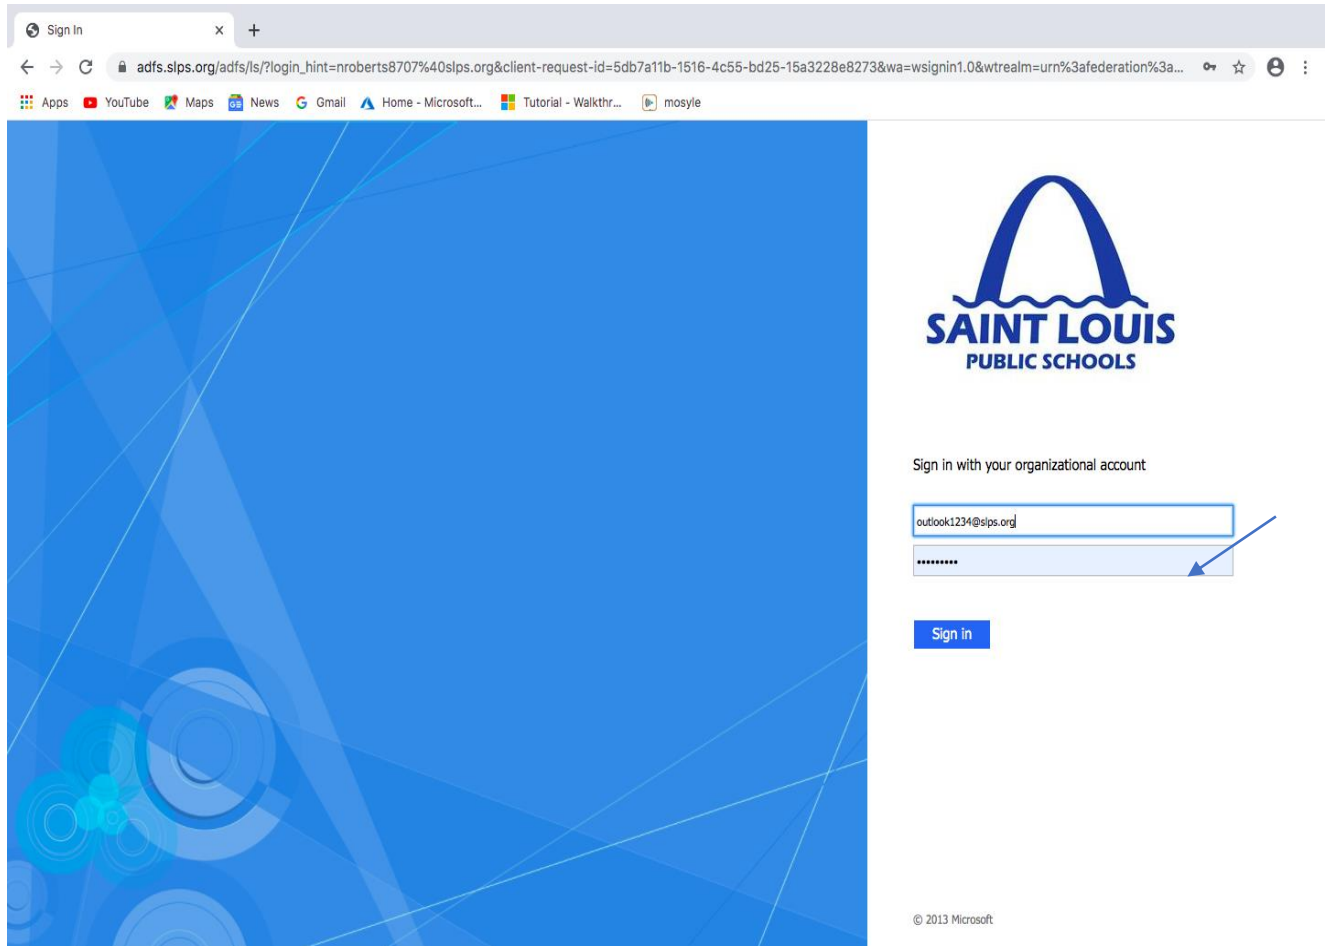 Sign In
adfs.slps.org/adfs/ls/?login_hint=nroberts8707%40slps.org&client-request-id=5db7a11b-1516-4c55-bd25-15a3228e8273&wa=wsignin1.0&wtrealm=urn%3afederation%3a...
Apps YouTube Maps News Gmail Home - Microsoft... Tutorial - Walkthr... mosyle
SAINT LOUIS
PUBLIC SCHOOLS
Sign in with your organizational account
outlook1234@slps.org
•••••••••
Sign in
© 2013 Microsoft